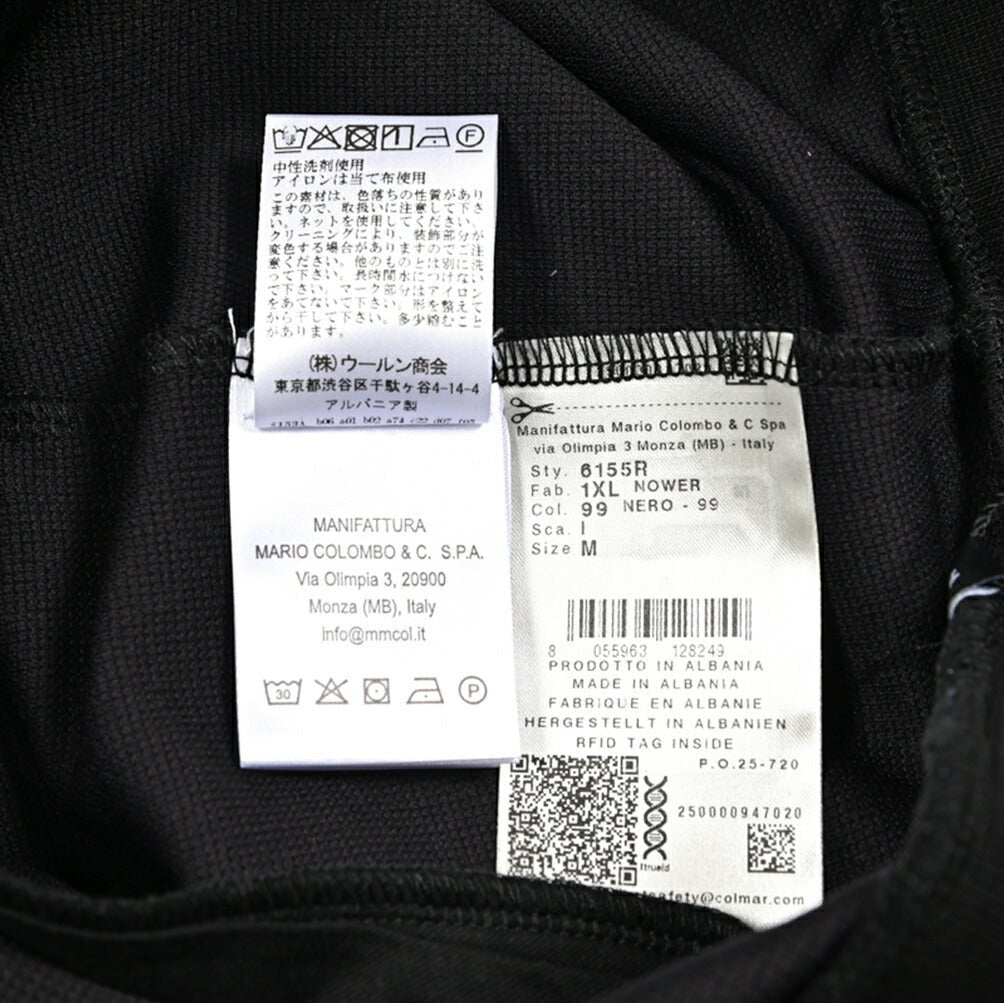 中性洗剤使用
アイロンは当て布使用
この素材は、色落ちの性質があり
ますので、取扱いに注意して下さ
い。ネットを使用してください。
クリーニングにより、装飾部分が
変色する場合がありますのでご注
意ください。他のものとは別に洗
って下さい。長時間水につけない
で下さい。マーク部分はアイロン
をあてないで下さい。形を整えて
から干して下さい。多少縮むこと
があります。
(株)ウールン商会
東京都渋谷区千駄ヶ谷4-14-4
アルバニア製
b06 a01 b02 a74 c22 d07
MANIFATTURA
MARIO COLOMBO & C. S.P.A.
Via Olimpia 3, 20900
Monza (MB), Italy
info@mmcol.it
30
P
F
Manifattura Mario Colombo & C Spa
via Olimpia 3 Monza (MB) - Italy
Sty. 6155R
Fab. 1XL NOWER
Col. 99 NERO - 99
Sca. I
Size M
8 055963 128249
PRODOTTO IN ALBANIA
MADE IN ALBANIA
FABRIQUE EN ALBANIE
HERGESTELLT IN ALBANIEN
RFID TAG INSIDE
P.O.25-720
250000947020
itrueId
safety@colmar.com